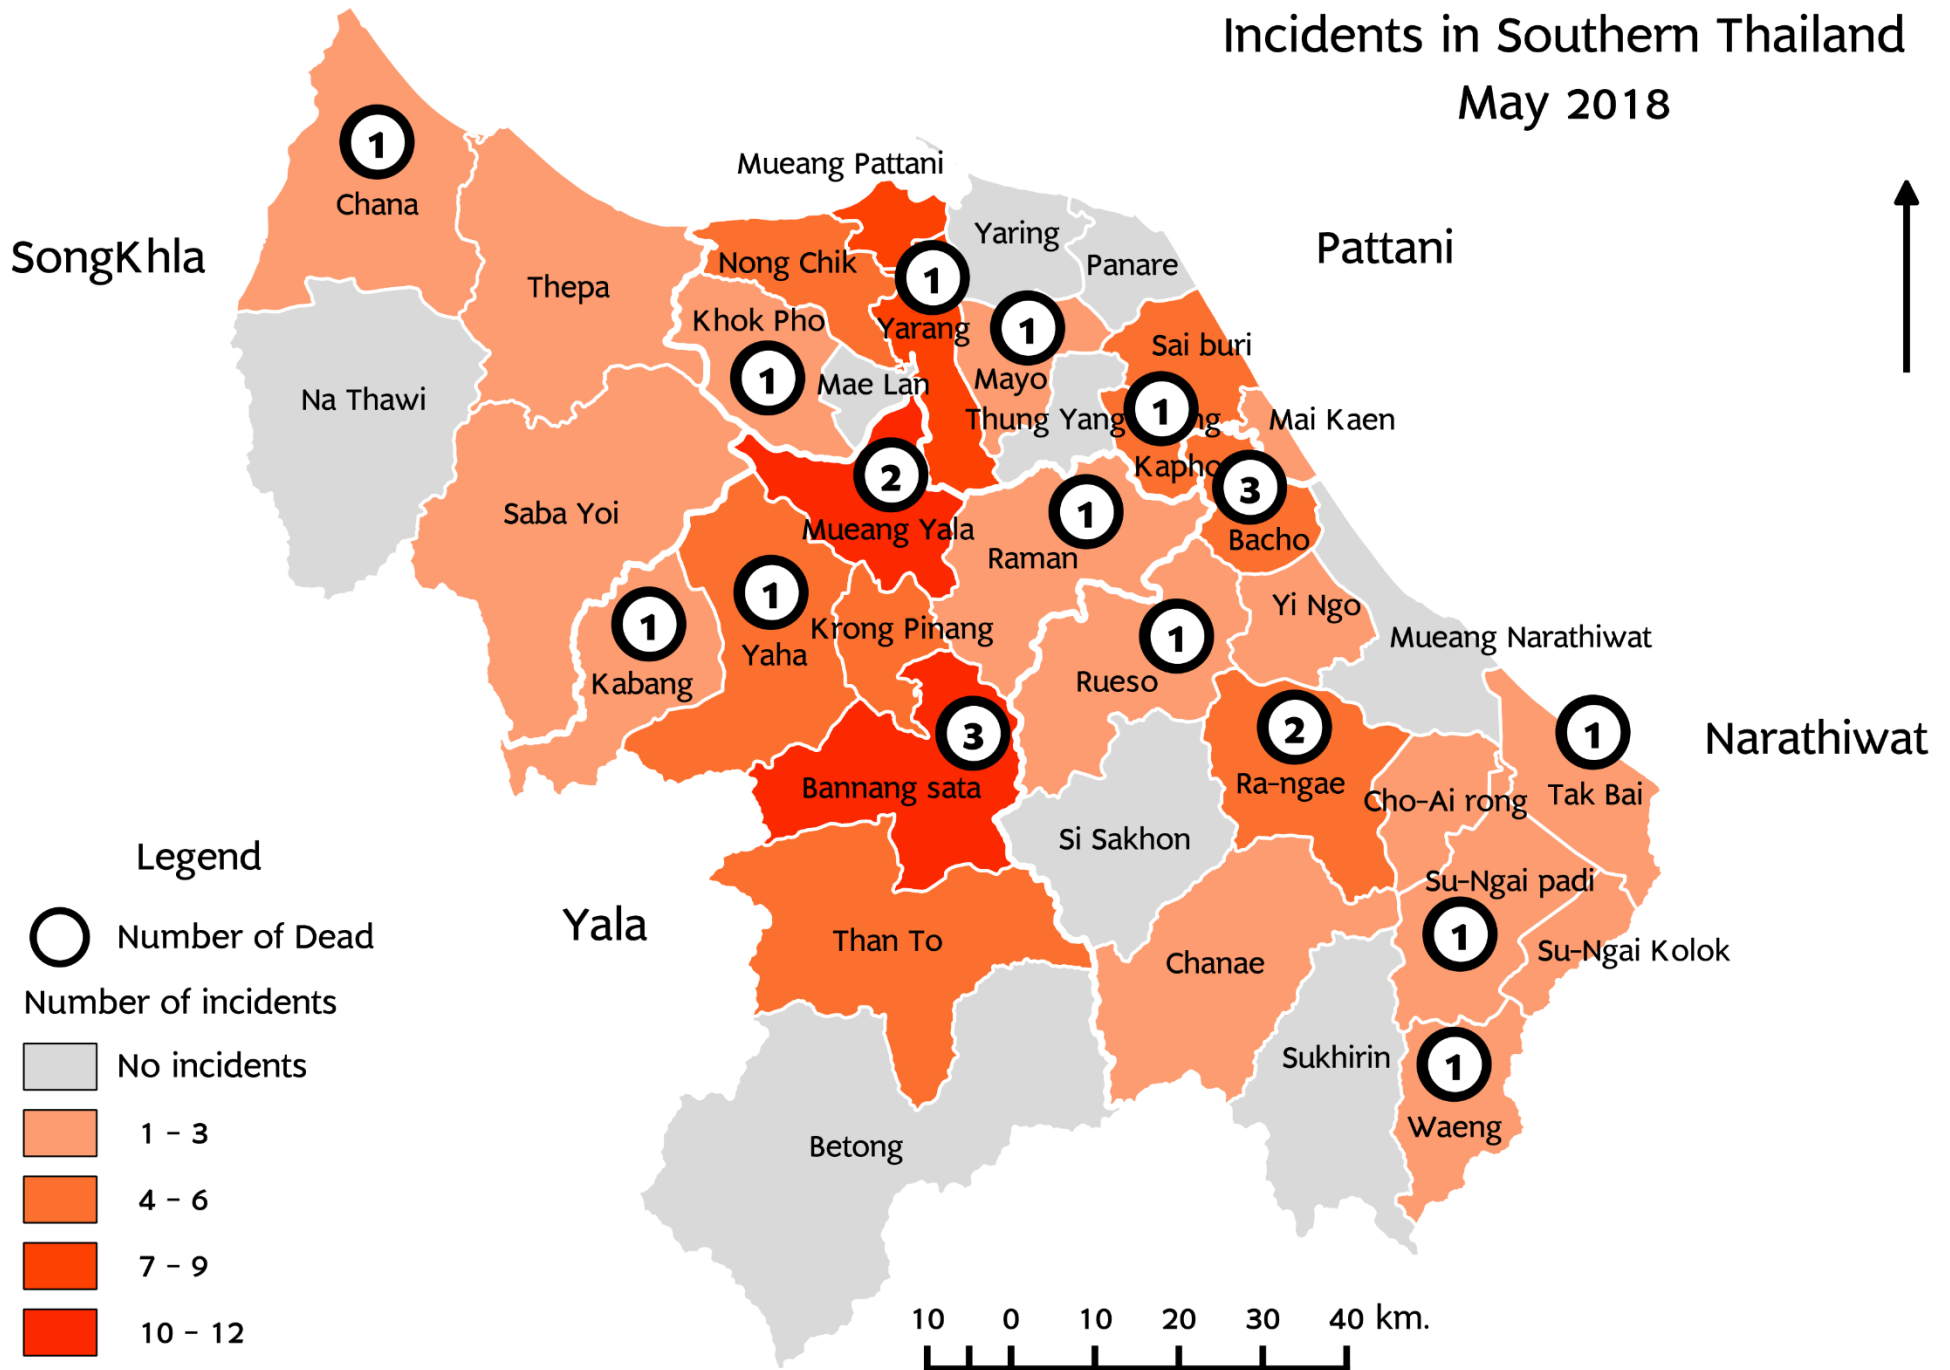 Incidents in Southern Thailand
May 2018
1
Chana
Mueang Pattani
SongKhla
Pattani
Yaring
Panare
Nong Chik
Thepa
1
Khok Pho
Yarang
1
Sai buri
Mayo
1
Mae Lan
Na Thawi
Thung Yang
1
ng
Mai Kaen
Kapho
2
3
Saba Yoi
Mueang Yala
1
Raman
Bacho
1
Yaha
1
Kabang
Krong Pinang
Yi Ngo
1
Rueso
Mueang Narathiwat
3
Bannang sata
2
Ra-ngae
1
Tak Bai
Narathiwat
Cho-Ai rong
Si Sakhon
Su-Ngai padi
1
Su-Ngai Kolok
Yala
Than To
Chanae
Sukhirin
1
Waeng
Betong
Legend
Number of Dead
Number of incidents
No incidents
1 - 3
4 - 6
7 - 9
10 - 12
10 0 10 20 30 40 km.